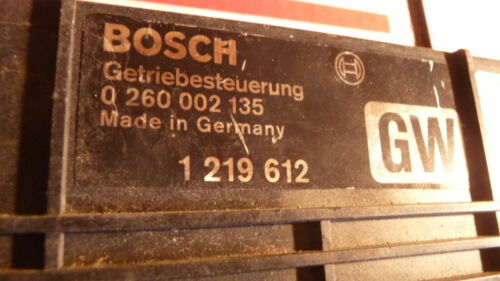 BOSCH
Getriebesteuerung
0 260 002 135
Made in Germany
GW
1 219 612